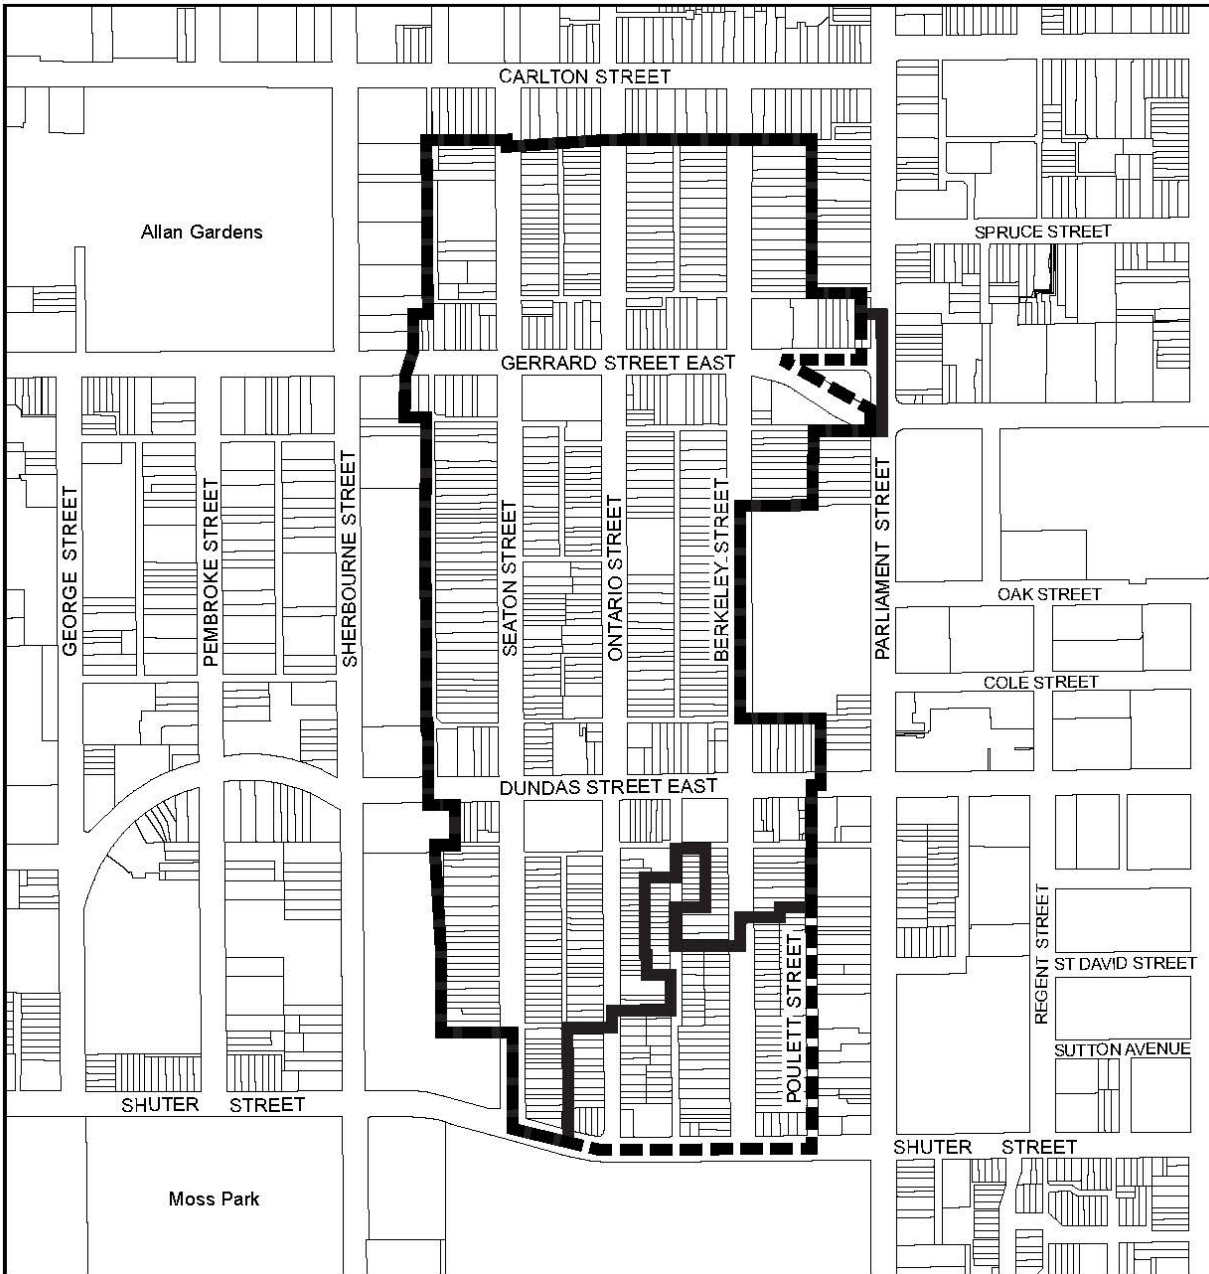 CARLTON STREET
Allan Gardens
SPRUCE STREET
GERRARD STREET EAST
GEORGE STREET
PEMBROKE STREET
SHERBOURNE STREET
SEATON STREET
ONTARIO STREET
BERKELEY STREET
PARLIAMENT STREET
OAK STREET
COLE STREET
DUNDAS STREET EAST
POULETT STREET
REGENT STREET
ST DAVID STREET
SUTTON AVENUE
SHUTER STREET
SHUTER STREET
Moss Park